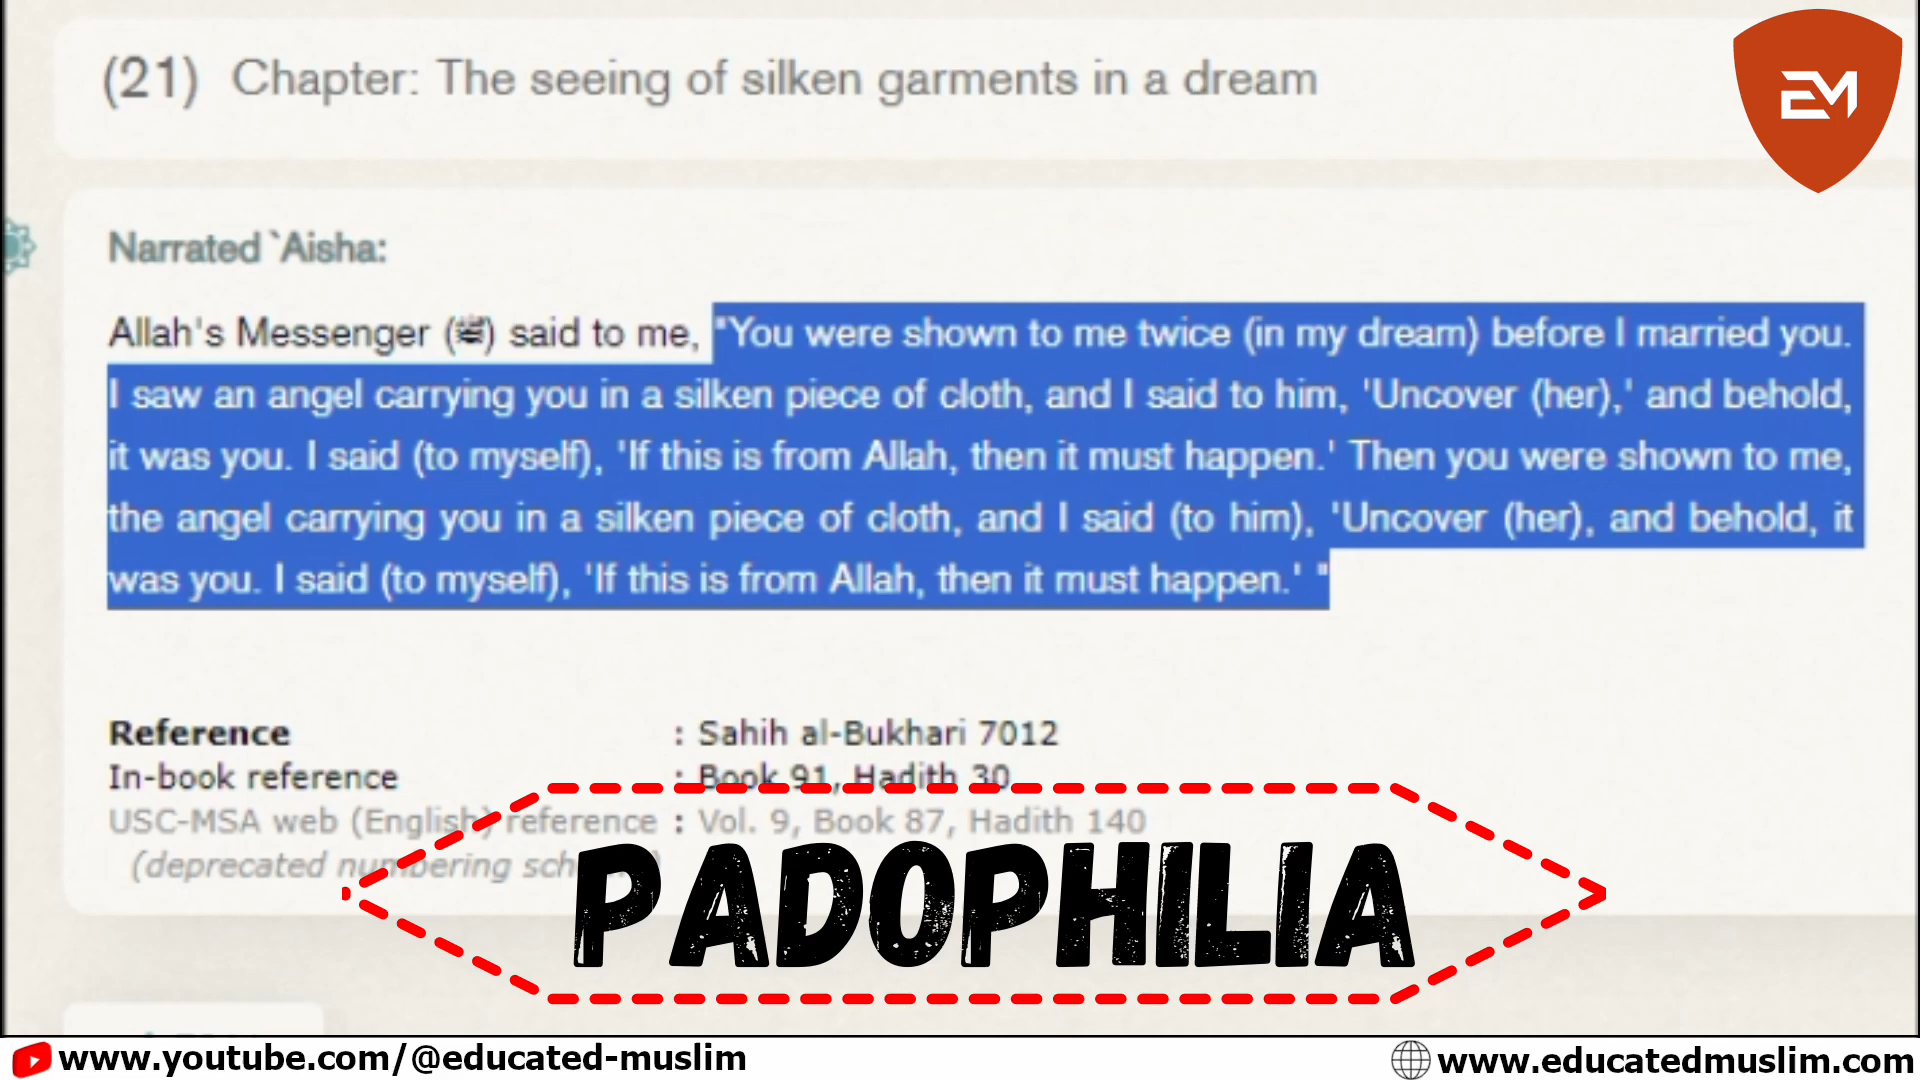 (21) Chapter: The seeing of silken garments in a dream
EM
Narrated `Aisha:
Allah's Messenger (ﷺ) said to me, "You were shown to me twice (in my dream) before I married you.
I saw an angel carrying you in a silken piece of cloth, and I said to him, 'Uncover (her),' and behold,
it was you. I said (to myself), 'If this is from Allah, then it must happen.' Then you were shown to me,
the angel carrying you in a silken piece of cloth, and I said (to him), 'Uncover (her), and behold, it
was you. I said (to myself), 'If this is from Allah, then it must happen.' "
Reference : Sahih al-Bukhari 7012
In-book reference : Book 91, Hadith 30
USC-MSA web (English) reference : Vol. 9, Book 87, Hadith 140
(deprecated numbering sch
PADOPHILIA
www.youtube.com/@educated-muslim
www.educatedmuslim.com